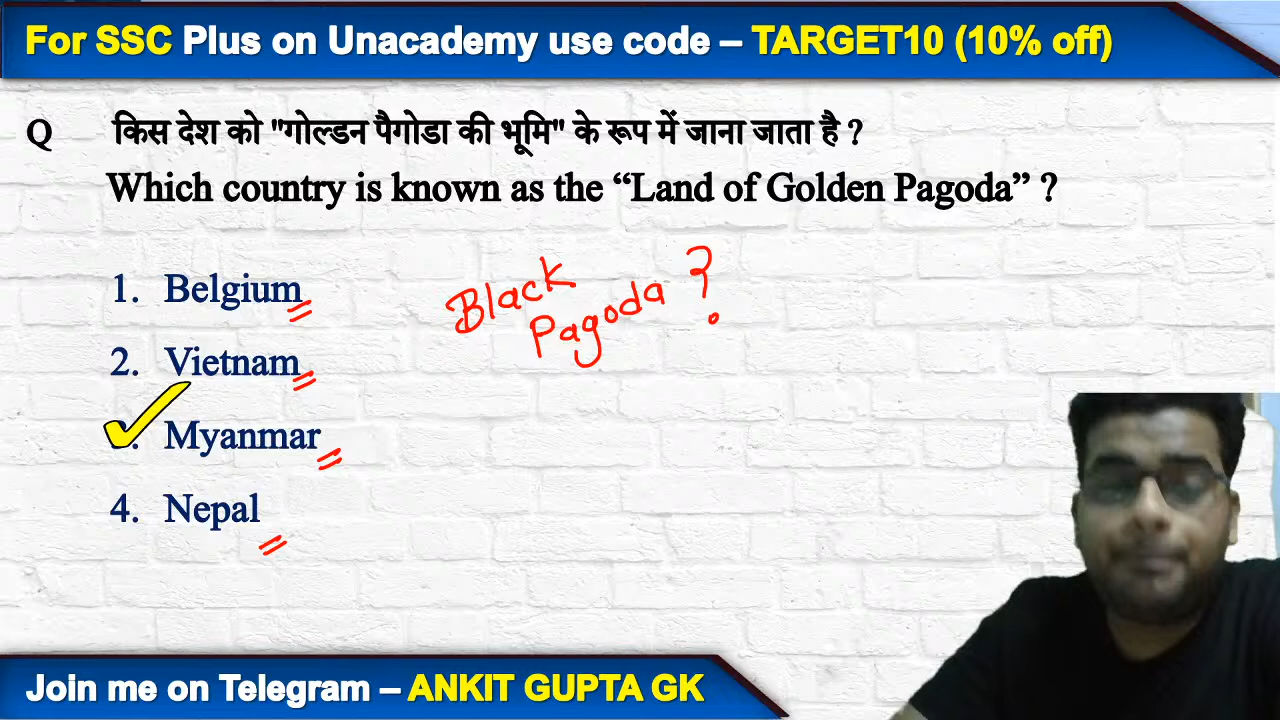 For SSC Plus on Unacademy use code – TARGET10 (10% off)
Q किस देश को "गोल्डन पैगोडा की भूमि" के रूप में जाना जाता है ?
Which country is known as the “Land of Golden Pagoda” ?
1. Belgium
2. Vietnam
Myanmar
4. Nepal
Black
Pagoda ?
Join me on Telegram – ANKIT GUPTA GK